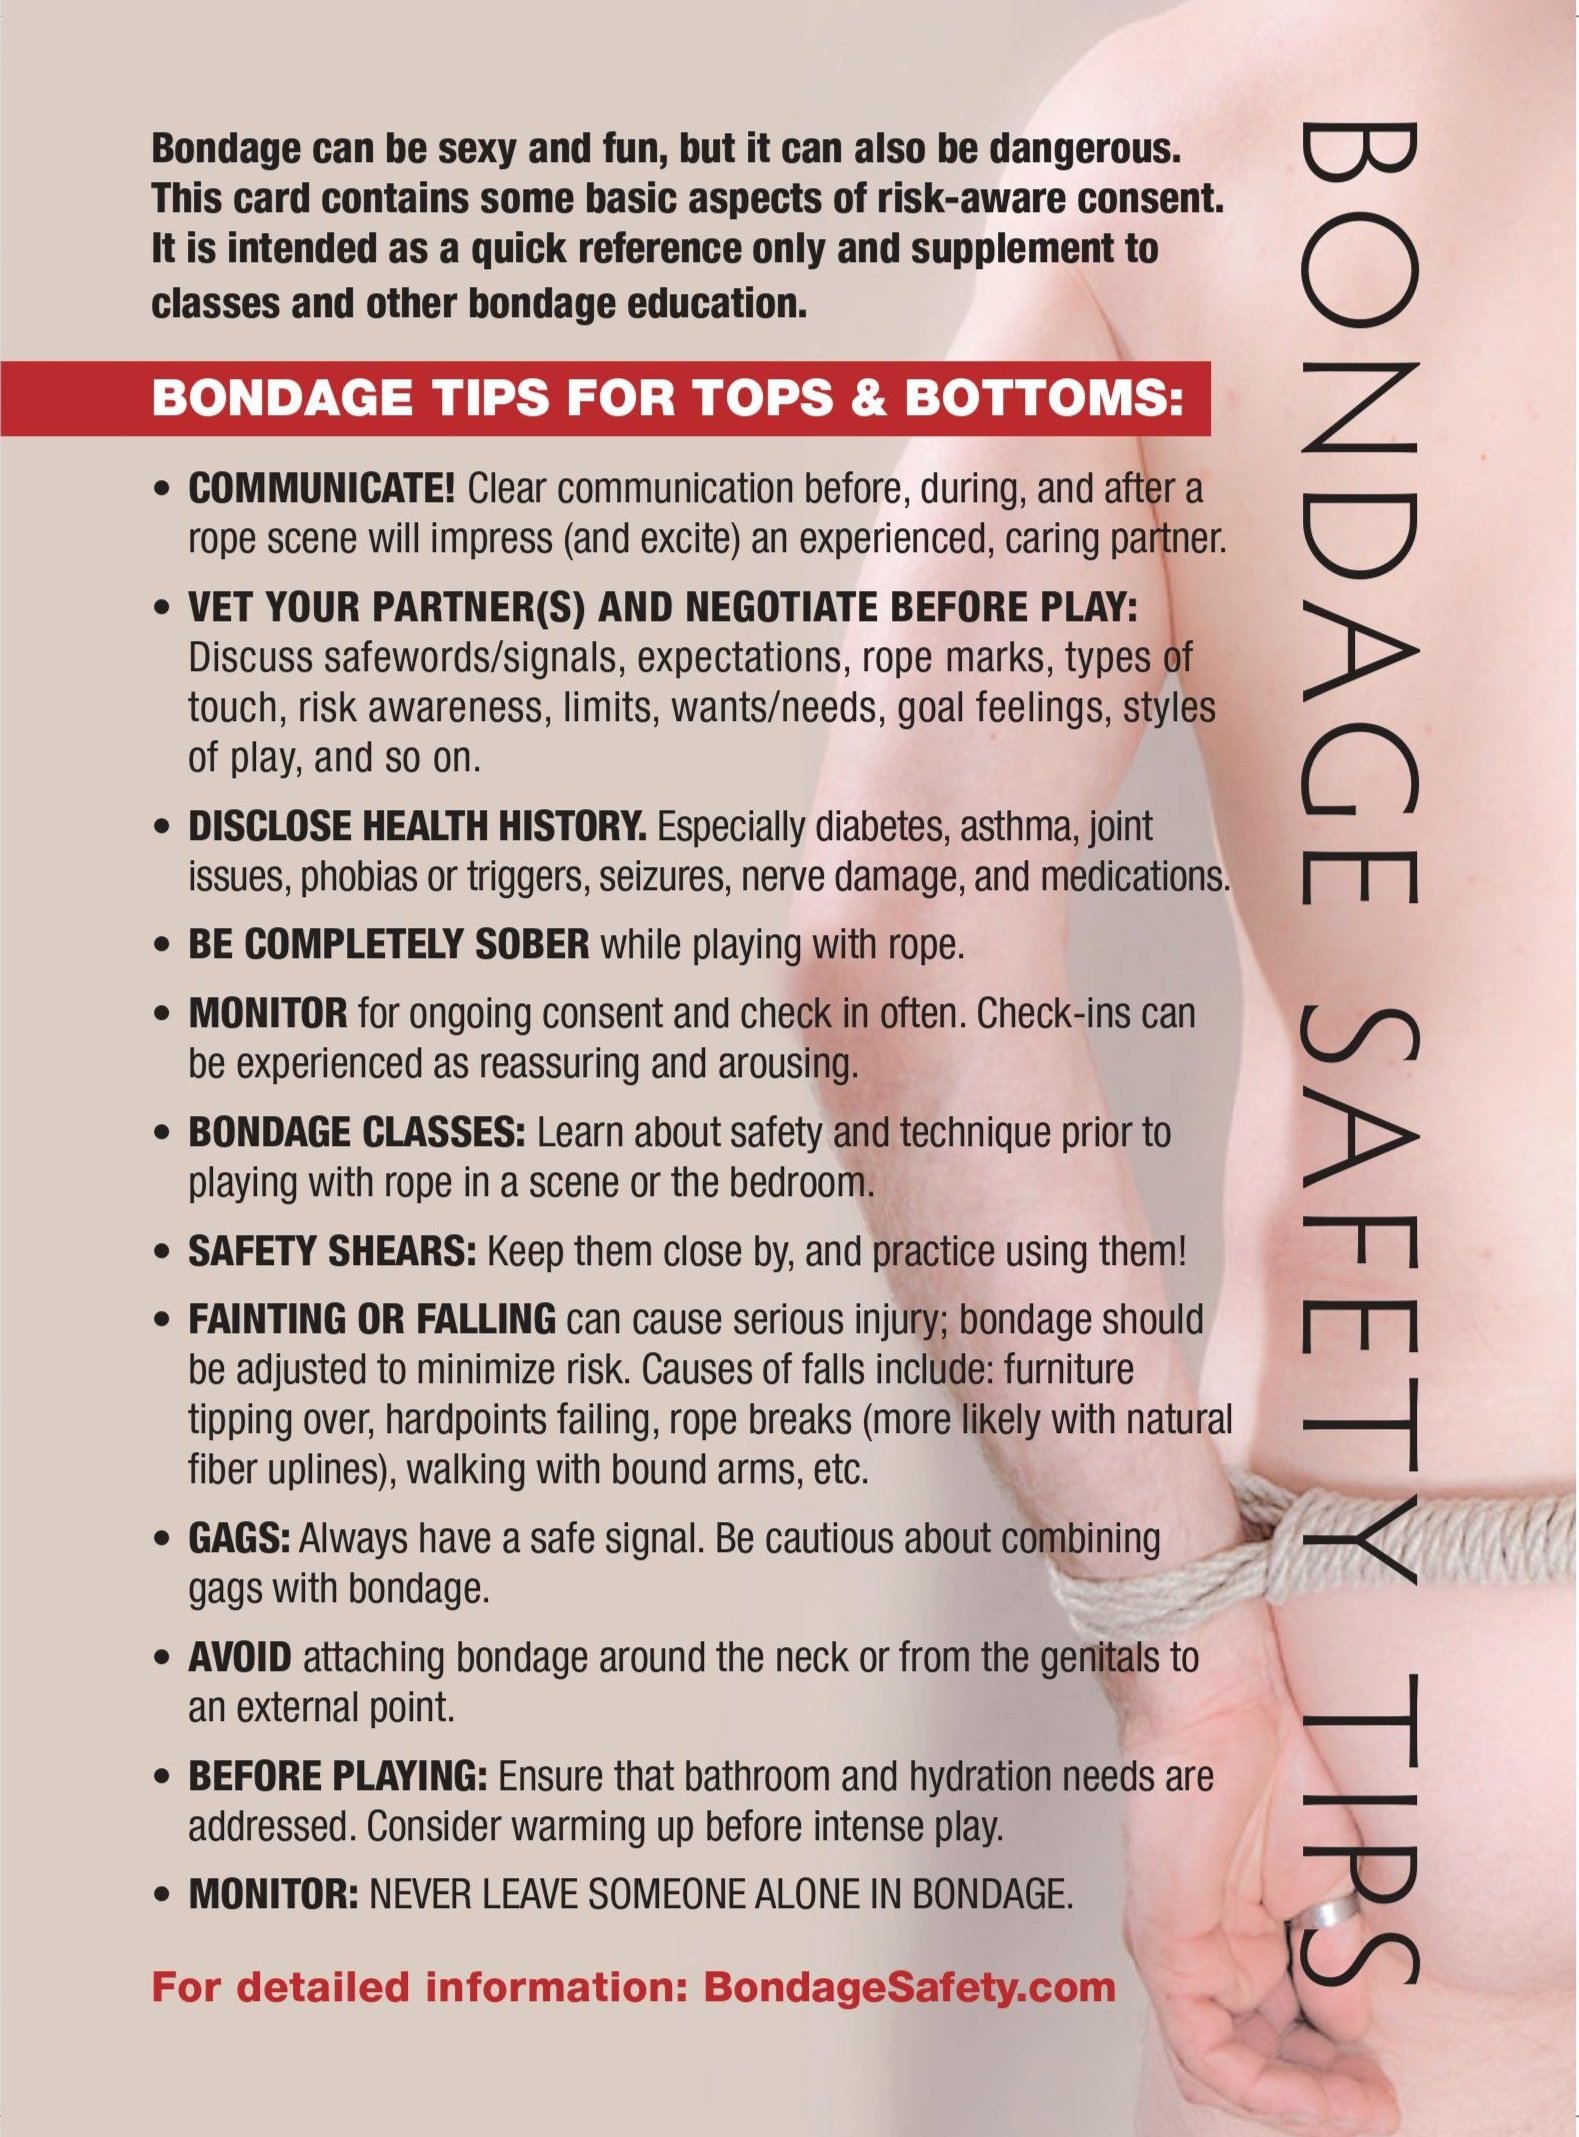 Bondage can be sexy and fun, but it can also be dangerous.
This card contains some basic aspects of risk-aware consent.
It is intended as a quick reference only and supplement to
classes and other bondage education.
BONDAGE TIPS FOR TOPS & BOTTOMS:
• COMMUNICATE! Clear communication before, during, and after a
rope scene will impress (and excite) an experienced, caring partner.
• VET YOUR PARTNER(S) AND NEGOTIATE BEFORE PLAY:
Discuss safewords/signals, expectations, rope marks, types of
touch, risk awareness, limits, wants/needs, goal feelings, styles
of play, and so on.
• DISCLOSE HEALTH HISTORY. Especially diabetes, asthma, joint
issues, phobias or triggers, seizures, nerve damage, and medications.
• BE COMPLETELY SOBER while playing with rope.
• MONITOR for ongoing consent and check in often. Check-ins can
be experienced as reassuring and arousing.
• BONDAGE CLASSES: Learn about safety and technique prior to
playing with rope in a scene or the bedroom.
• SAFETY SHEARS: Keep them close by, and practice using them!
• FAINTING OR FALLING can cause serious injury; bondage should
be adjusted to minimize risk. Causes of falls include: furniture
tipping over, hardpoints failing, rope breaks (more likely with natural
fiber uplines), walking with bound arms, etc.
• GAGS: Always have a safe signal. Be cautious about combining
gags with bondage.
• AVOID attaching bondage around the neck or from the genitals to
an external point.
• BEFORE PLAYING: Ensure that bathroom and hydration needs are
addressed. Consider warming up before intense play.
• MONITOR: NEVER LEAVE SOMEONE ALONE IN BONDAGE.
For detailed information: BondageSafety.com
BONDAGE SAFETY TIPS